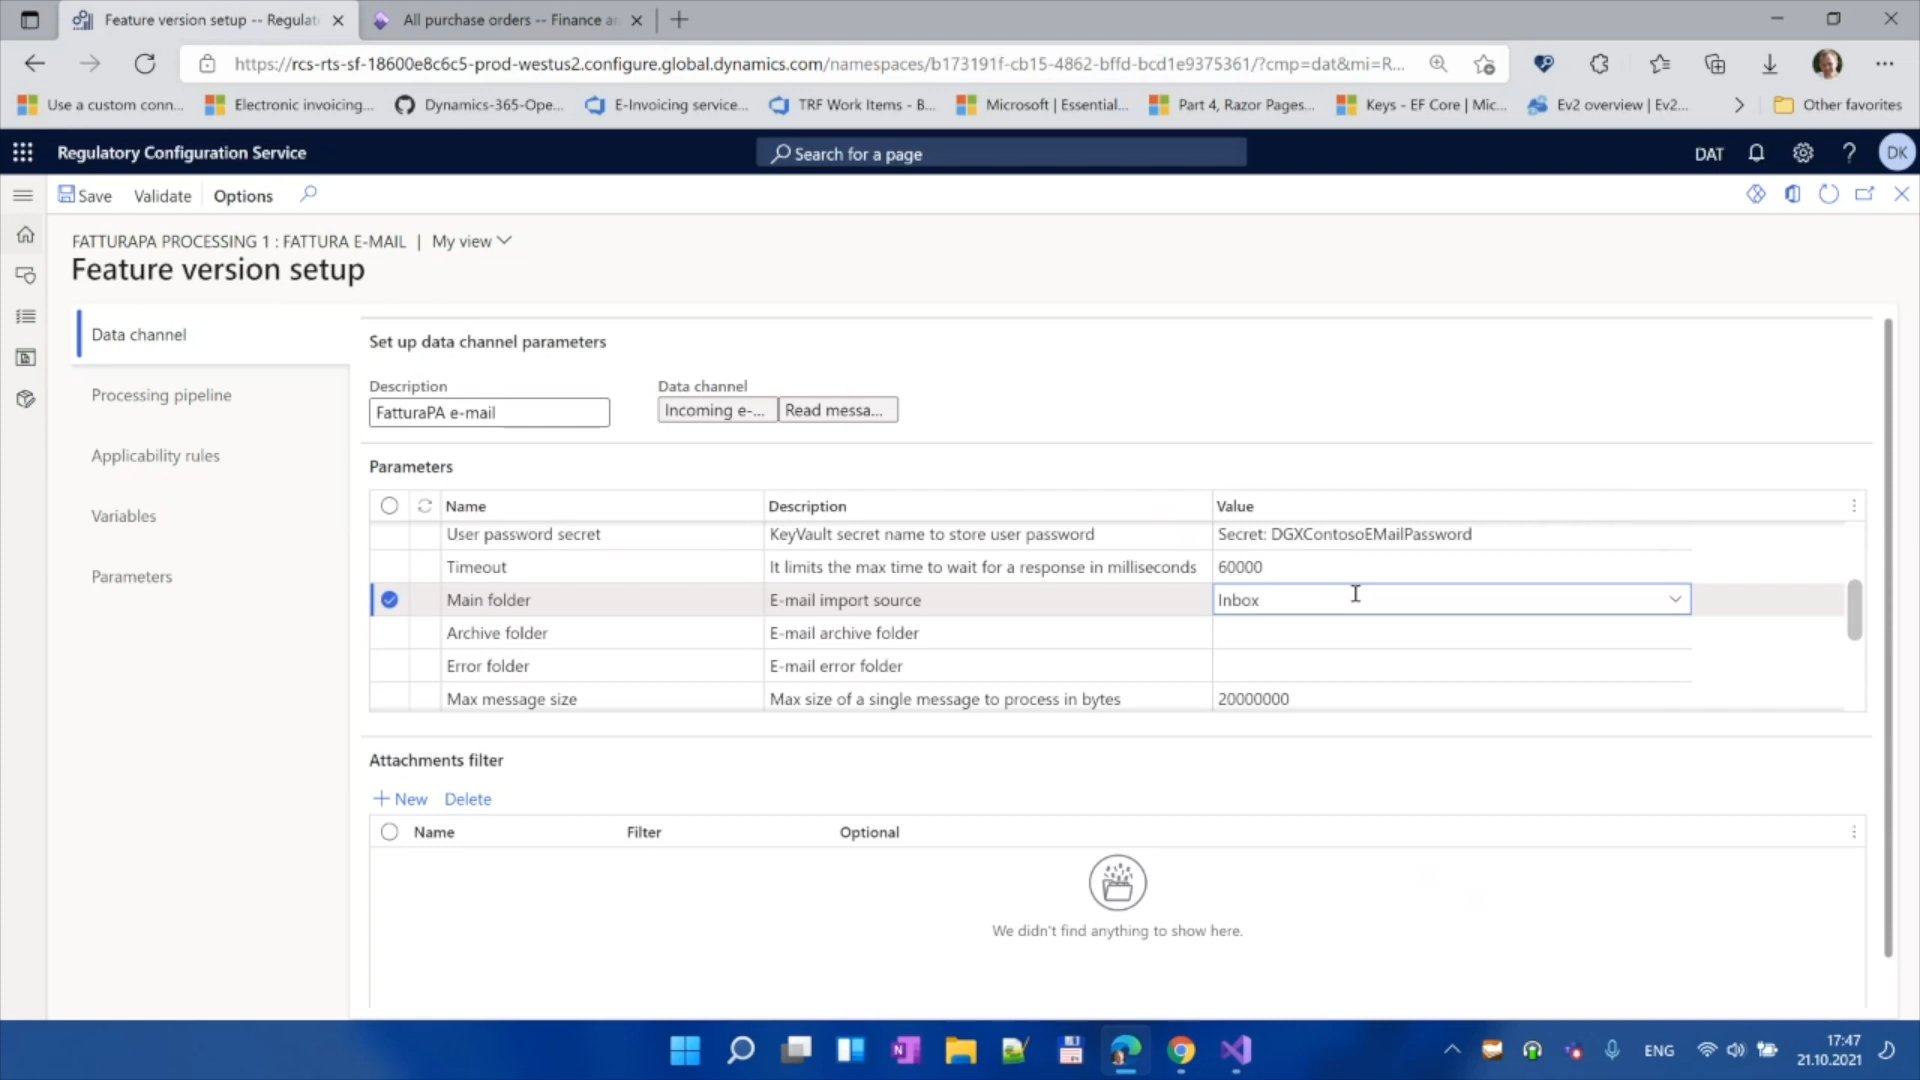 Feature version setup -- Regulat
All purchase orders -- Finance a
https://rcs-rts-sf-18600e8c6c5-prod-westus2.configure.global.dynamics.com/namespaces/b173191f-cb15-4862-bffd-bcd1e9375361/?cmp=dat&mi=R...
Use a custom conn...
Electronic invoicing...
Dynamics-365-Ope...
E-Invoicing service...
TRF Work Items - B...
Microsoft | Essential...
Part 4, Razor Pages...
Keys - EF Core | Mic...
Ev2 overview | Ev2...
Other favorites
Regulatory Configuration Service
Search for a page
DAT
DK
Save Validate Options
FATTURAPA PROCESSING 1 : FATTURA E-MAIL | My view
Feature version setup
Data channel
Processing pipeline
Applicability rules
Variables
Parameters
Set up data channel parameters
Description Data channel
FatturaPA e-mail Incoming e-... Read messa...
Parameters
Name Description Value
User password secret KeyVault secret name to store user password Secret: DGXContosoEMailPassword
Timeout It limits the max time to wait for a response in milliseconds 60000
Main folder E-mail import source Inbox
Archive folder E-mail archive folder
Error folder E-mail error folder
Max message size Max size of a single message to process in bytes 20000000
Attachments filter
New Delete
Name Filter Optional
We didn't find anything to show here.
ENG
17:47
21.10.2021